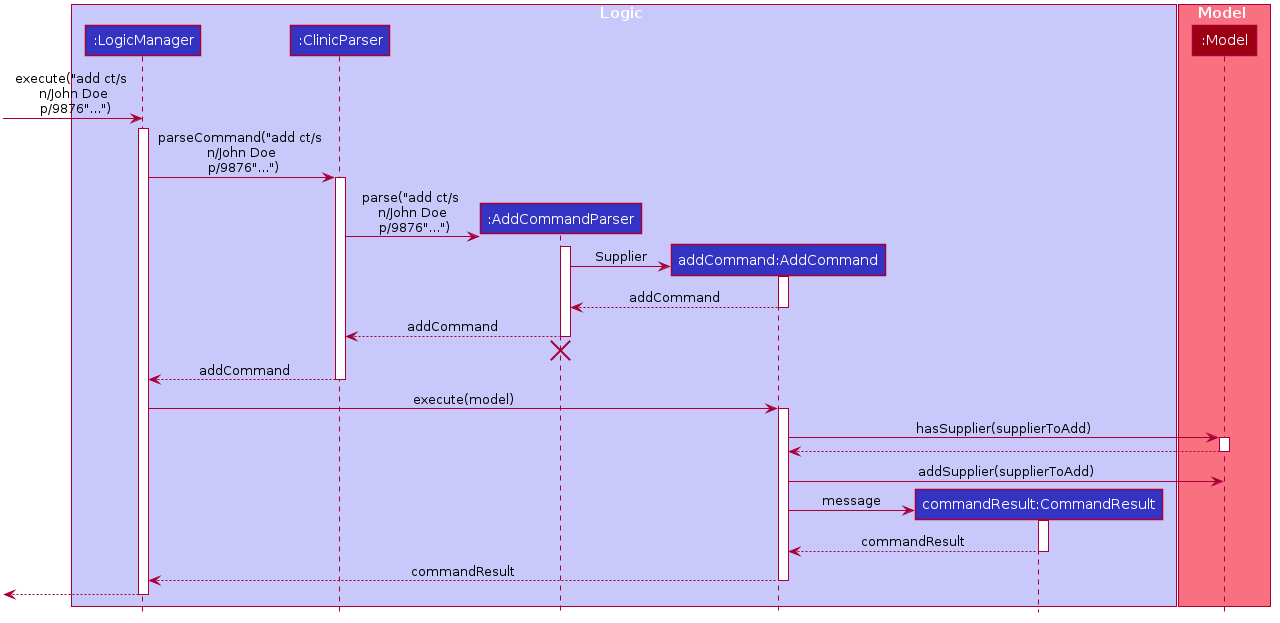 Logic
Model
:LogicManager
:ClinicParser
:Model
execute("add ct/s
n/John Doe
p/9876"...")
parseCommand("add ct/s
n/John Doe
p/9876"...")
parse("add ct/s
n/John Doe
p/9876"...")
:AddCommandParser
Supplier
addCommand:AddCommand
addCommand
addCommand
addCommand
execute(model)
hasSupplier(supplierToAdd)
addSupplier(supplierToAdd)
message
commandResult:CommandResult
commandResult
commandResult